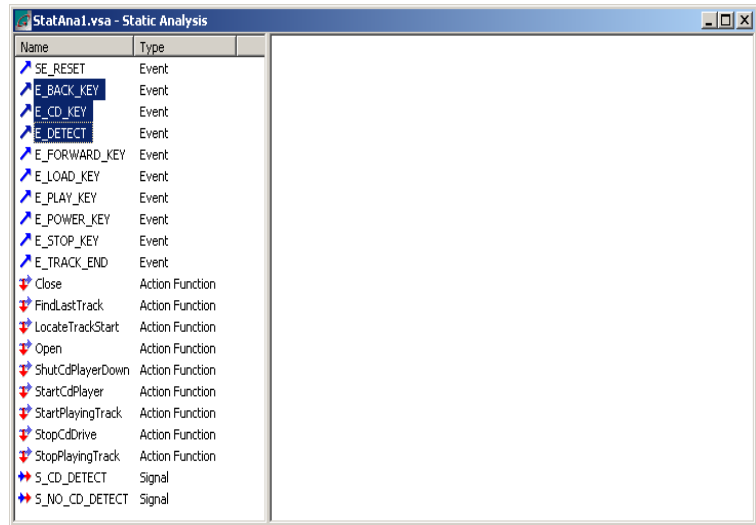 StatAna1.vsa - Static Analysis
Name Type
SE_RESET Event
E_BACK_KEY Event
E_CD_KEY Event
E_DETECT Event
E_FORWARD_KEY Event
E_LOAD_KEY Event
E_PLAY_KEY Event
E_POWER_KEY Event
E_STOP_KEY Event
E_TRACK_END Event
Close Action Function
FindLastTrack Action Function
LocateTrackStart Action Function
Open Action Function
ShutCdPlayerDown Action Function
StartCdPlayer Action Function
StartPlayingTrack Action Function
StopCdDrive Action Function
StopPlayingTrack Action Function
S_CD_DETECT Signal
S_NO_CD_DETECT Signal